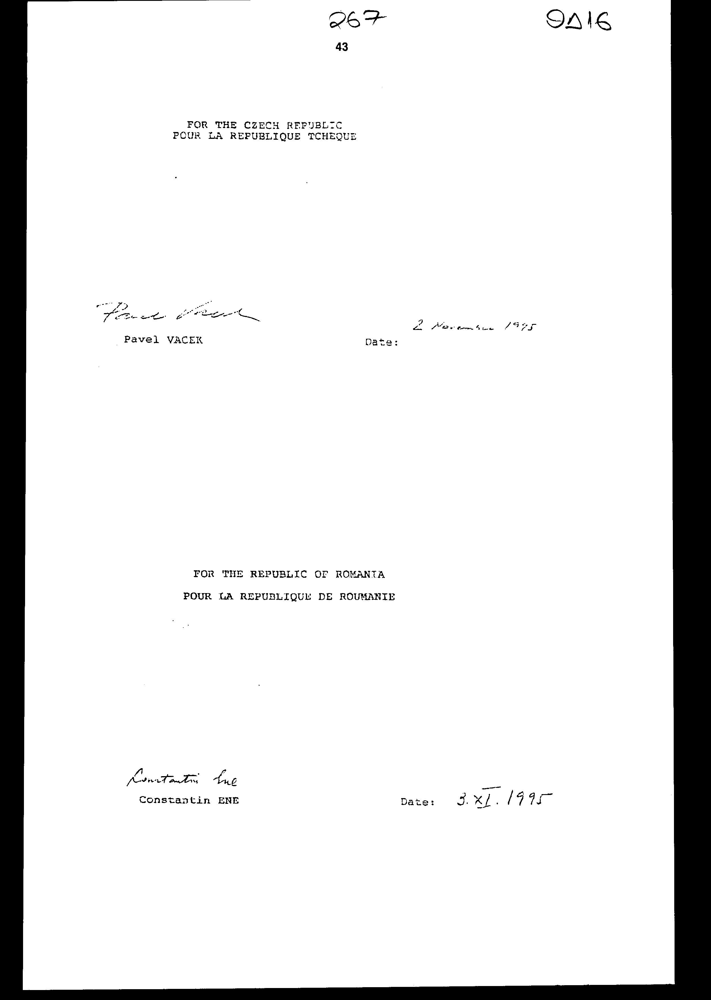 267
9Δ16
43
FOR THE CZECH REPUBLIC
POUR LA REPUBLIQUE TCHEQUE
Pavel Vacek
2 November 1995
Pavel VACEK
Date:
FOR THE REPUBLIC OF ROMANIA
POUR LA REPUBLIQUE DE ROUMANIE
Constantin Ene
Constantin ENE
Date: 3.XI.1995